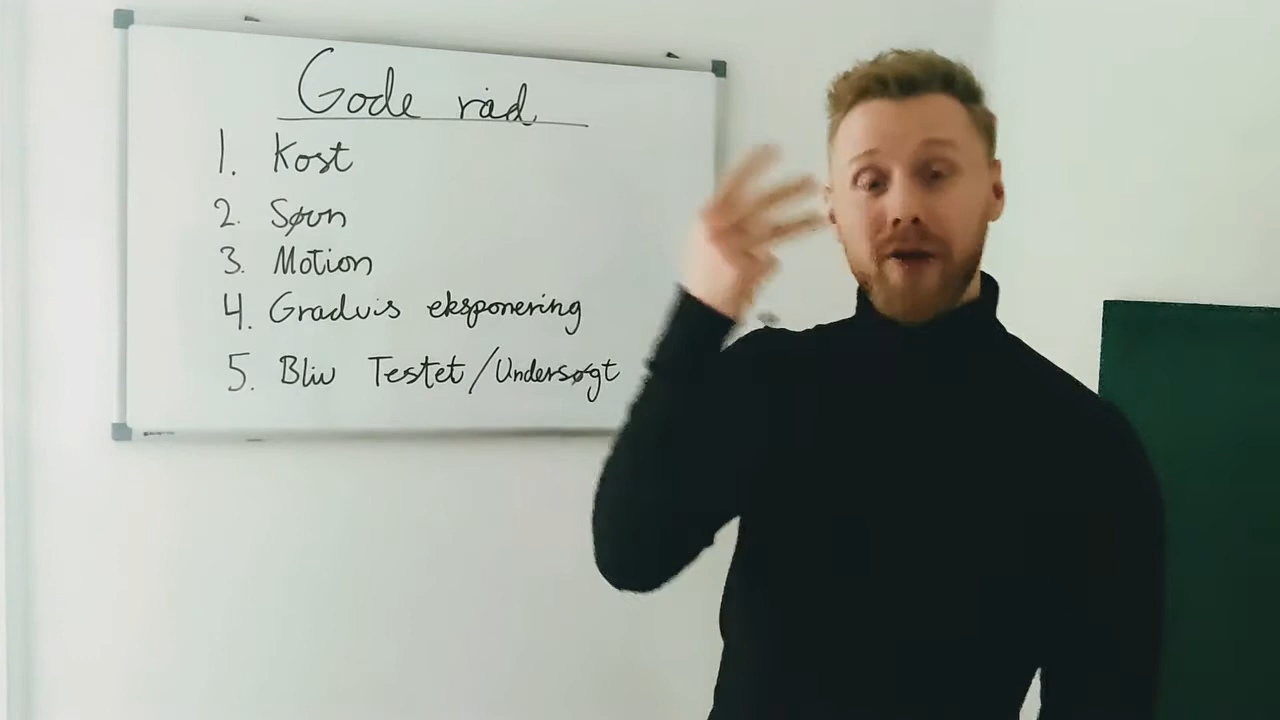 Gode råd
1. Kost
2. Søvn
3. Motion
4. Gradvis eksponering
5. Bliv Testet/Undersøgt